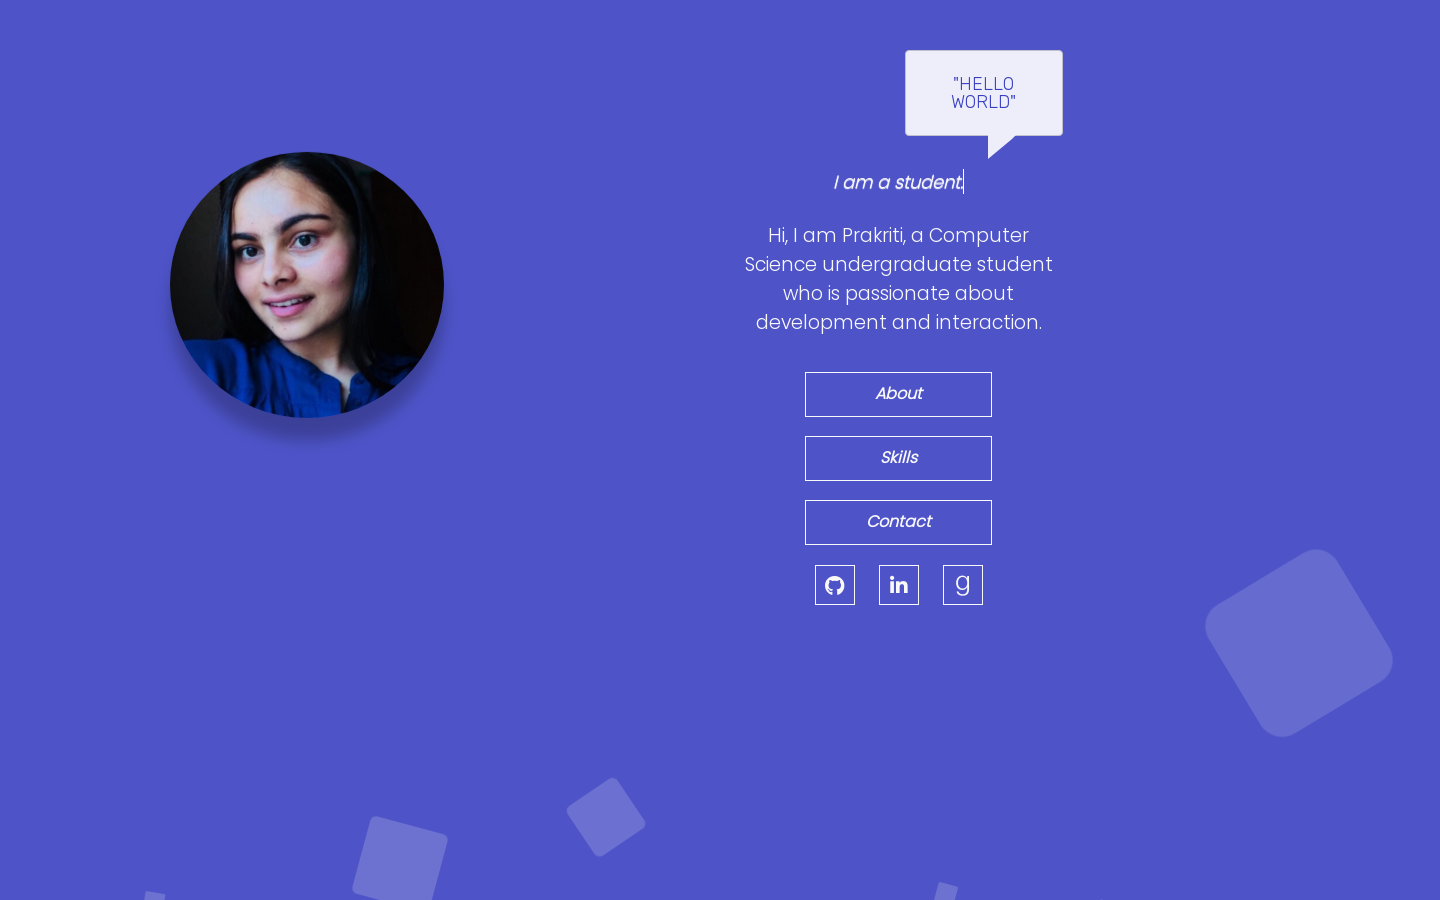 "HELLO
WORLD"
I am a student.
Hi, I am Prakriti, a Computer
Science undergraduate student
who is passionate about
development and interaction.
About
Skills
Contact
in g